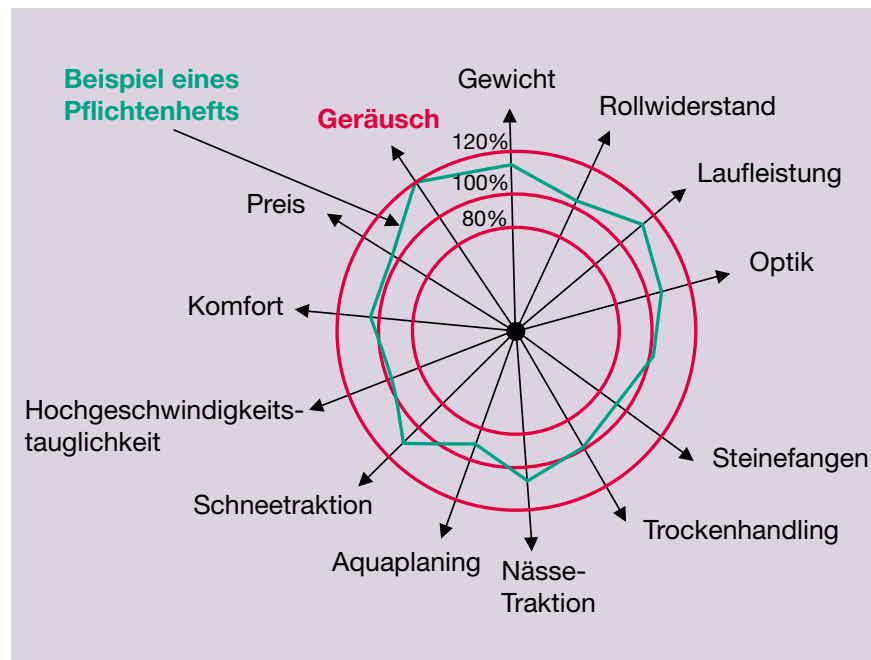 Beispiel eines
Pflichtenhefts
Gewicht
Geräusch
Rollwiderstand
120%
100%
80%
Laufleistung
Preis
Optik
Komfort
Hochgeschwindigkeits-
tauglichkeit
Steinefangen
Schneetraktion
Trockenhandling
Aquaplaning
Nässe-
Traktion